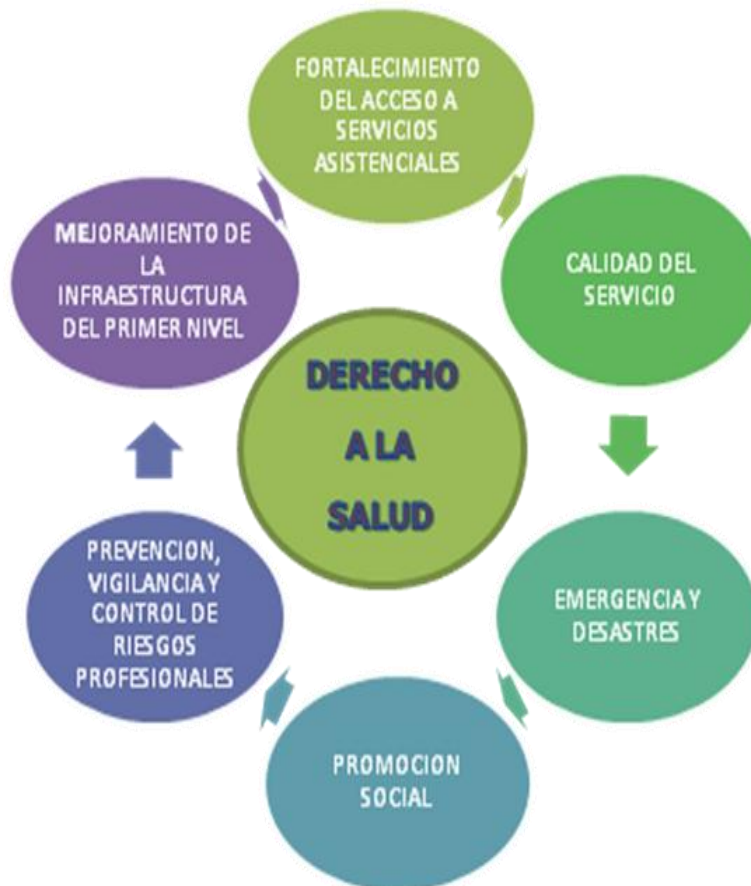 FORTALECIMIENTO
DEL ACCESO A
SERVICIOS
ASISTENCIALES
CALIDAD DEL
SERVICIO
EMERGENCIA Y
DESASTRES
PROMOCION
SOCIAL
PREVENCION,
VIGILANCIA Y
CONTROL DE
RIESGOS
PROFESIONALES
MEJORAMIENTO DE
LA
INFRAESTRUCTURA
DEL PRIMER NIVEL
DERECHO
A LA
SALUD